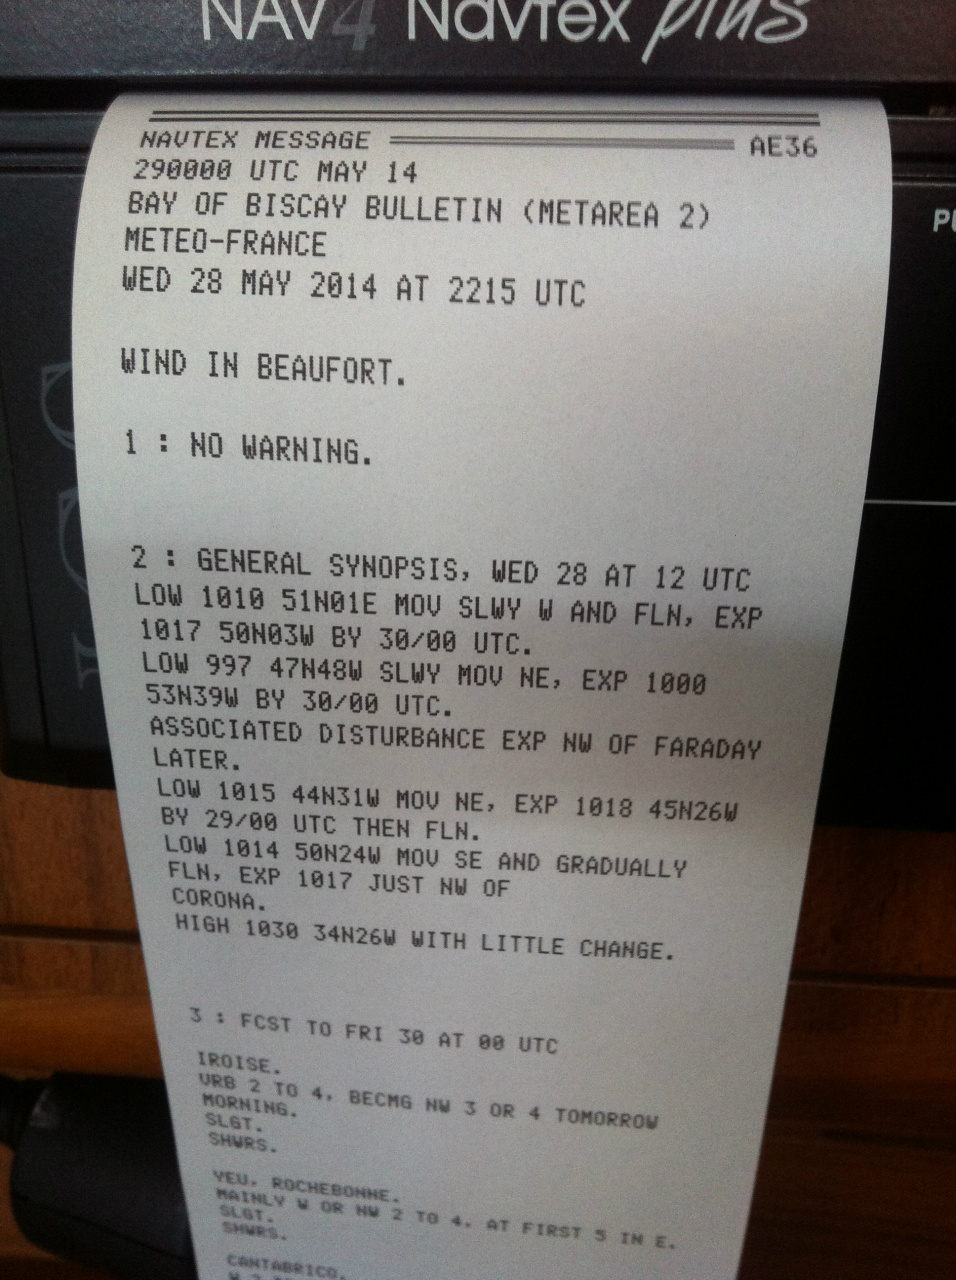 NAV4 Navtex plus
NAVTEX MESSAGE AE36
290000 UTC MAY 14
BAY OF BISCAY BULLETIN (METAREA 2)
METEO-FRANCE
WED 28 MAY 2014 AT 2215 UTC
WIND IN BEAUFORT.
1 : NO WARNING.
2 : GENERAL SYNOPSIS, WED 28 AT 12 UTC
LOW 1010 51N01E MOV SLWY W AND FLN, EXP
1017 50N03W BY 30/00 UTC.
LOW 997 47N48W SLWY MOV NE, EXP 1000
53N39W BY 30/00 UTC.
ASSOCIATED DISTURBANCE EXP NW OF FARADAY
LATER.
LOW 1015 44N31W MOV NE, EXP 1018 45N26W
BY 29/00 UTC THEN FLN.
LOW 1014 50N24W MOV SE AND GRADUALLY
FLN, EXP 1017 JUST NW OF
CORONA.
HIGH 1030 34N26W WITH LITTLE CHANGE.
3 : FCST TO FRI 30 AT 00 UTC
IROISE.
VRB 2 TO 4, BECMG NW 3 OR 4 TOMORROW
MORNING.
SLGT.
SHWRS.
YEU, ROCHEBONNE.
MAINLY W OR NW 2 TO 4, AT FIRST 5 IN E.
SLGT.
SHWRS.
CANTABRICO.